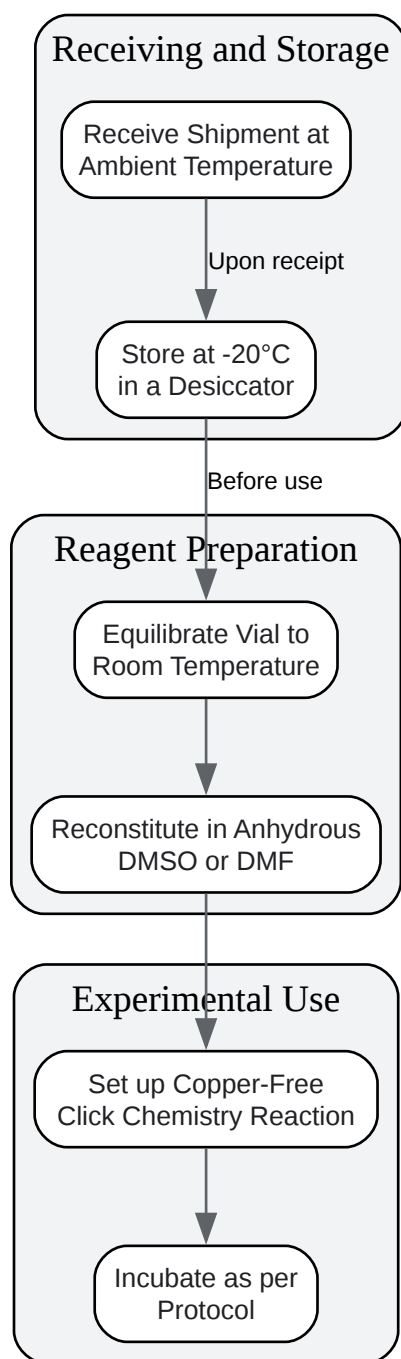 Receiving and Storage
Receive Shipment at
Ambient Temperature
Upon receipt
Store at -20°C
in a Desiccator
Before use
Reagent Preparation
Equilibrate Vial to
Room Temperature
Reconstitute in Anhydrous
DMSO or DMF
Experimental Use
Set up Copper-Free
Click Chemistry Reaction
Incubate as per
Protocol